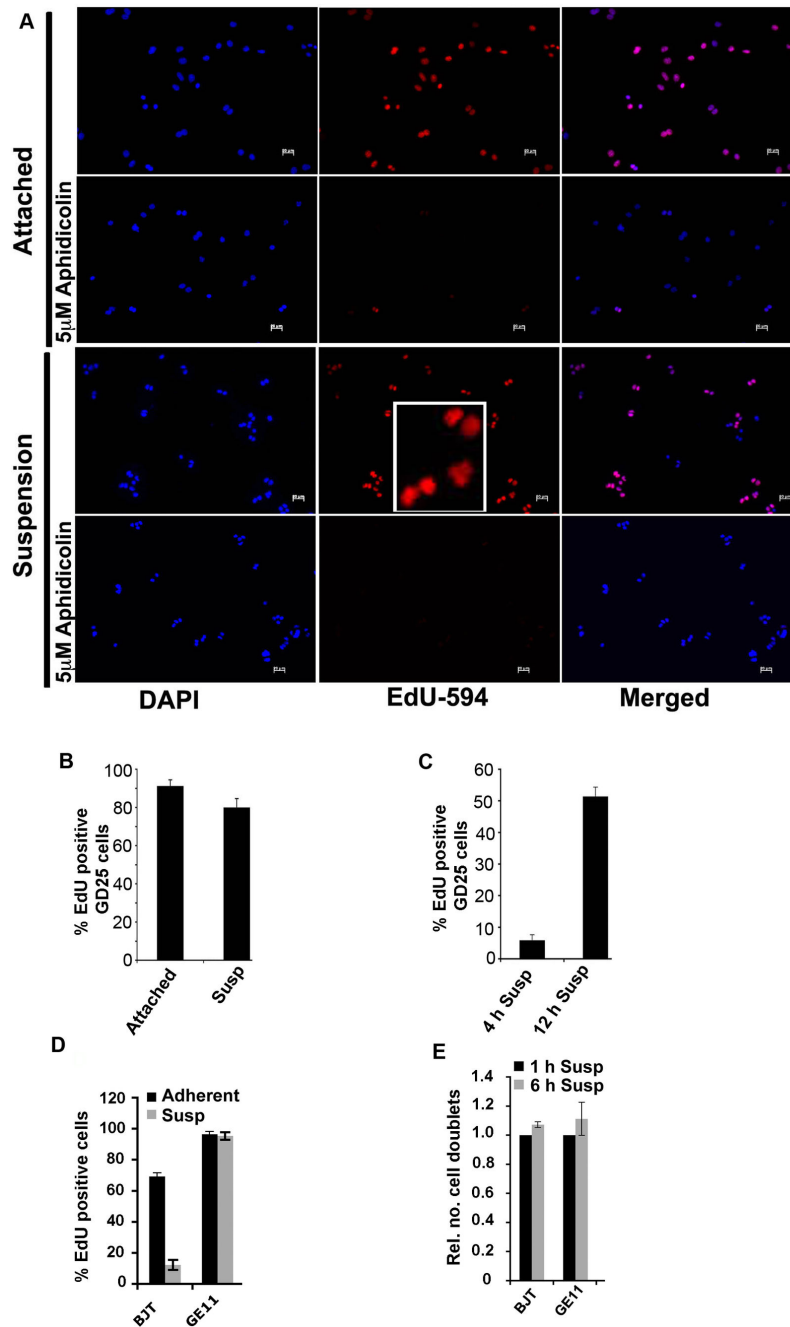 A
Attached
5µM Aphidicolin
Suspension
5µM Aphidicolin
DAPI
EdU-594
Merged
B
% EdU positive
GD25 cells
100
80
60
40
20
0
Attached
Susp
C
% EdU positive
GD25 cells
60
50
40
30
20
10
0
4 h Susp
12 h Susp
D
Adherent
Susp
% EdU positive cells
120
100
80
60
40
20
0
BJT
GE11
E
1 h Susp
6 h Susp
Rel. no. cell doublets
1.4
1.2
1.0
0.8
0.6
0.4
0.2
0
BJT
GE11